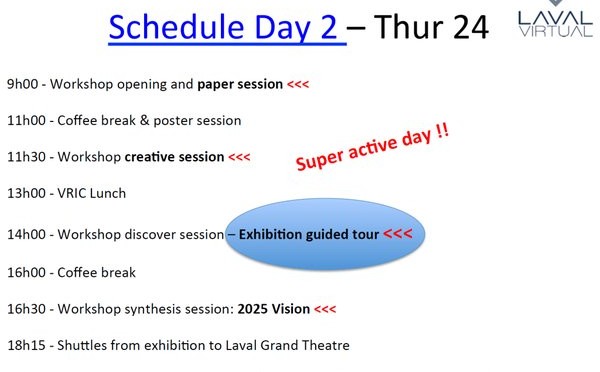 Schedule Day 2 – Thur 24
LAVAL
VIRTUAL
9h00 - Workshop opening and paper session <<<
11h00 - Coffee break & poster session
Super active day !!
11h30 - Workshop creative session <<<
13h00 - VRIC Lunch
14h00 - Workshop discover session – Exhibition guided tour <<<
16h00 - Coffee break
16h30 - Workshop synthesis session: 2025 Vision <<<
18h15 - Shuttles from exhibition to Laval Grand Theatre